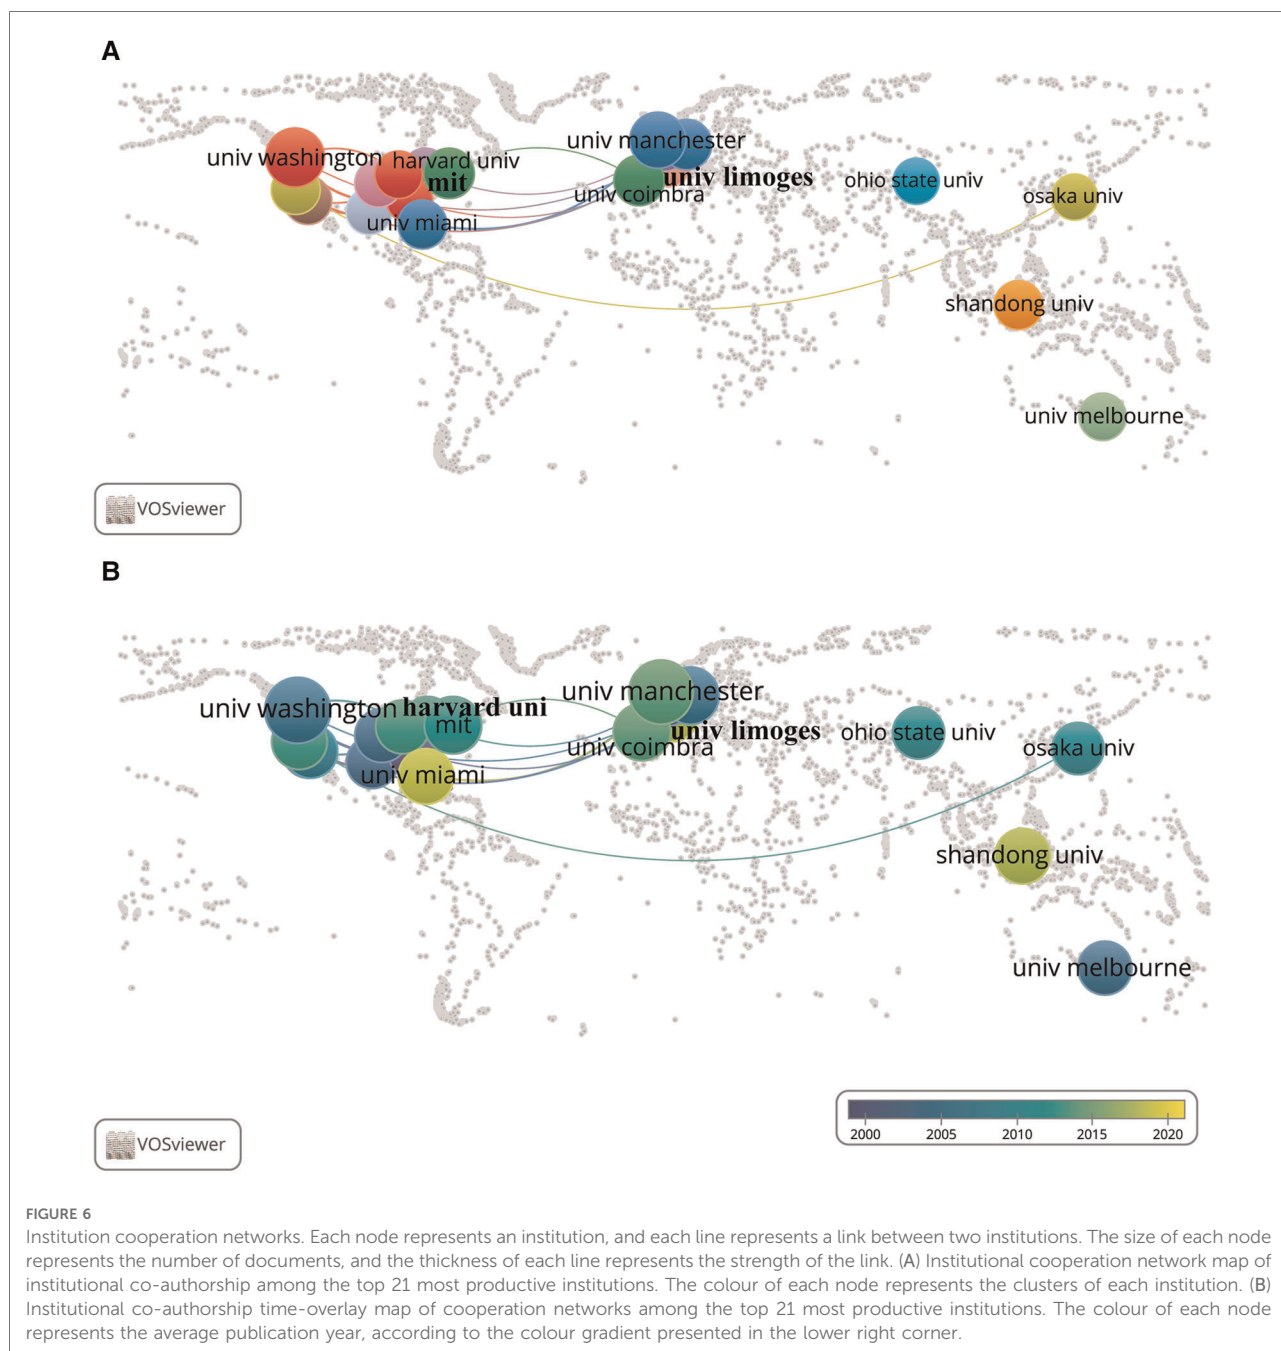 A
univ manchester
univ washington
harvard univ
mit
univ limoges
univ coimbra
ohio state univ
osaka univ
univ miami
shandong univ
univ melbourne
VOSviewer
B
univ manchester
univ washington
harvard uni
mit
univ limoges
univ coimbra
ohio state univ
osaka univ
univ miami
shandong univ
univ melbourne
2000 2005 2010 2015 2020
VOSviewer
FIGURE 6
Institution cooperation networks. Each node represents an institution, and each line represents a link between two institutions. The size of each node
represents the number of documents, and the thickness of each line represents the strength of the link. (A) Institutional cooperation network map of
institutional co-authorship among the top 21 most productive institutions. The colour of each node represents the clusters of each institution. (B)
Institutional co-authorship time-overlay map of cooperation networks among the top 21 most productive institutions. The colour of each node
represents the average publication year, according to the colour gradient presented in the lower right corner.